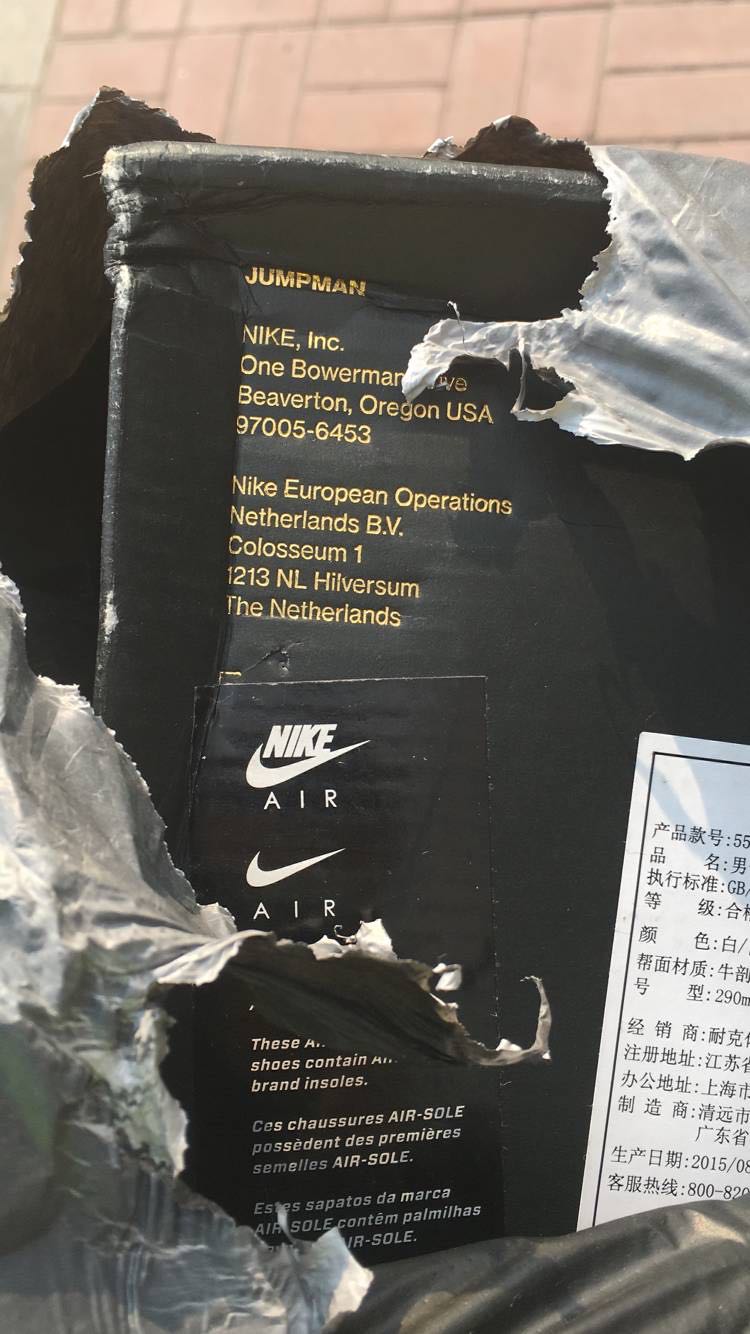 JUMPMAN
NIKE, Inc.
One Bowerman
Beaverton, Oregon USA
97005-6453
Nike European Operations
Netherlands B.V.
Colosseum 1
1213 NL Hilversum
The Netherlands
NIKE
AIR
AIR
These
shoes contain
brand insoles.
Ces chaussures AIR-SOLE
possèdent des premières
semelles AIR-SOLE.
Estes sapatos da marca
AIR-SOLE contêm palmilhas
AIR-SOLE.
产品款号:55
品 名:男
执行标准:GB/
等 级:合格
颜 色:白/
帮面材质:牛剖
号 型:290m
经 销 商:耐克
注册地址:江苏省
办公地址:上海市
制 造 商:清远市
广东省
生产日期:2015/08
客服热线:800-820